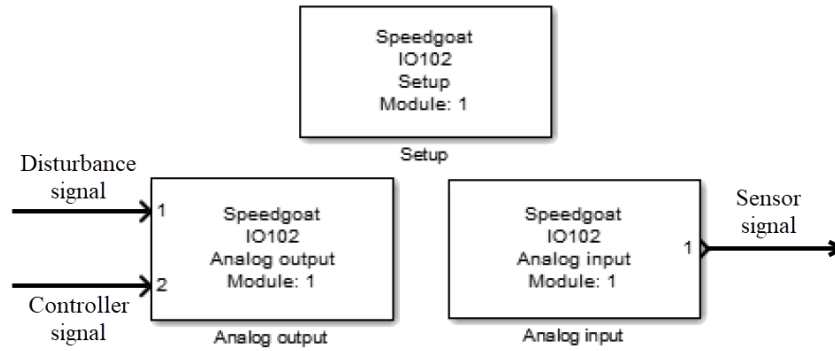 Speedgoat
IO102
Setup
Module: 1
Setup
Disturbance
signal
1
2
Controller
signal
Speedgoat
IO102
Analog output
Module: 1
Analog output
Speedgoat
IO102
Analog input
Module: 1
1
Analog input
Sensor
signal